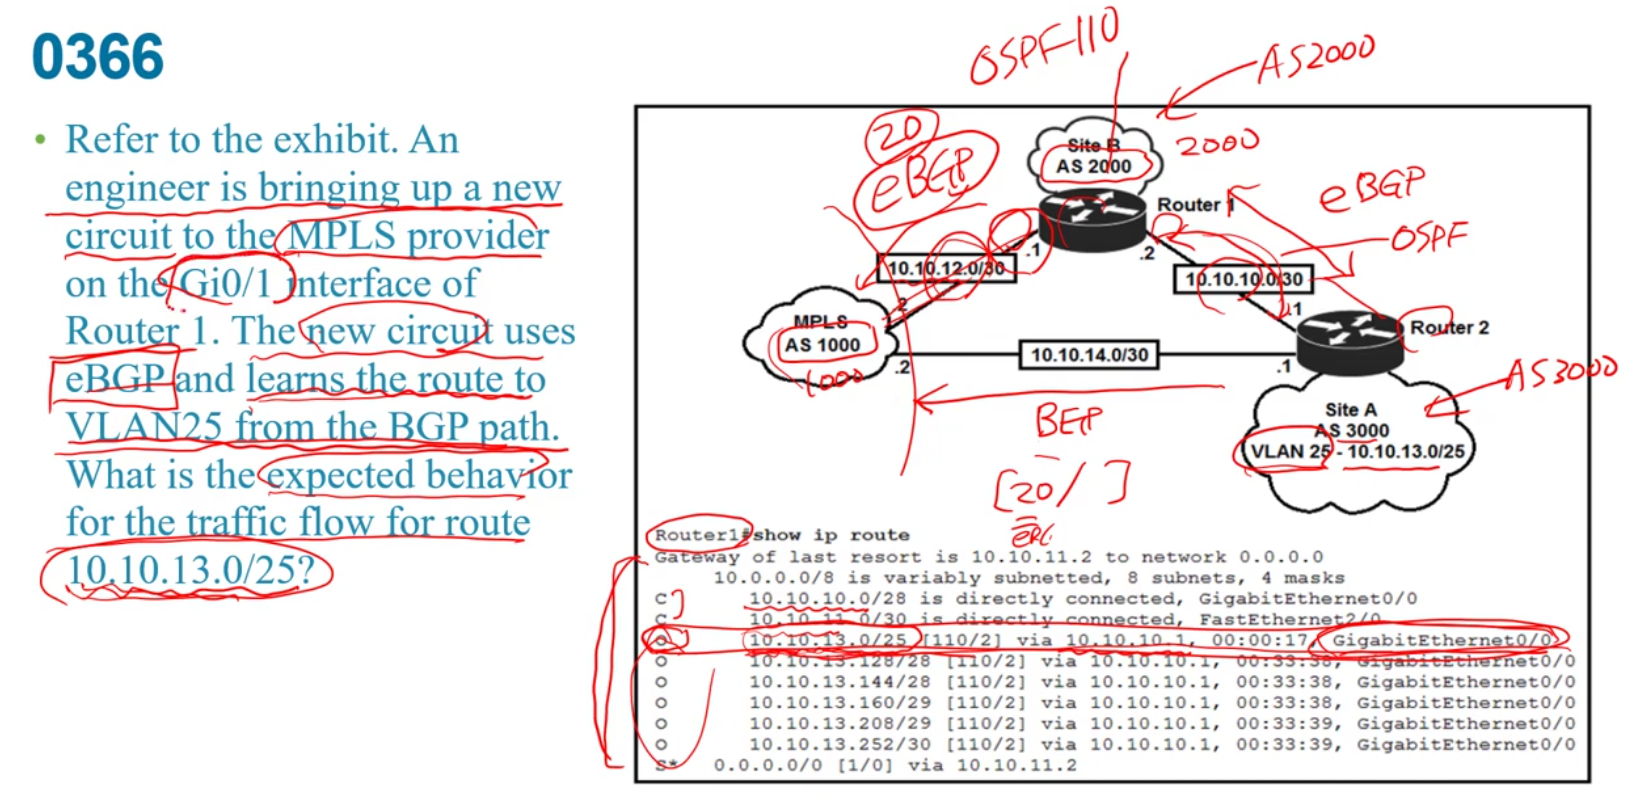 0366
• Refer to the exhibit. An
engineer is bringing up a new
circuit to the MPLS provider
on the Gi0/1 interface of
Router 1. The new circuit uses
eBGP and learns the route to
VLAN25 from the BGP path.
What is the expected behavior
for the traffic flow for route
10.10.13.0/25?
OSPF-110
AS2000
20
eBGP
Site B
AS 2000
2000
Router 1
eBGP
OSPF
.1
.2
10.10.12.0/30
10.10.10.0/30
.2
.1
MPLS
AS 1000
1000
Router 2
10.10.14.0/30
.2
.1
AS3000
BGP
[20/ ]
Site A
AS 3000
VLAN 25 - 10.10.13.0/25
Router1#show ip route
Gateway of last resort is 10.10.11.2 to network 0.0.0.0
10.0.0.0/8 is variably subnetted, 8 subnets, 4 masks
C 10.10.10.0/28 is directly connected, GigabitEthernet0/0
C 10.10.11.0/30 is directly connected, FastEthernet2/0
O 10.10.13.0/25 [110/2] via 10.10.10.1, 00:00:17, GigabitEthernet0/0
O 10.10.13.128/28 [110/2] via 10.10.10.1, 00:33:38, GigabitEthernet0/0
O 10.10.13.144/28 [110/2] via 10.10.10.1, 00:33:38, GigabitEthernet0/0
O 10.10.13.160/29 [110/2] via 10.10.10.1, 00:33:38, GigabitEthernet0/0
O 10.10.13.208/29 [110/2] via 10.10.10.1, 00:33:39, GigabitEthernet0/0
O 10.10.13.252/30 [110/2] via 10.10.10.1, 00:33:39, GigabitEthernet0/0
S* 0.0.0.0/0 [1/0] via 10.10.11.2